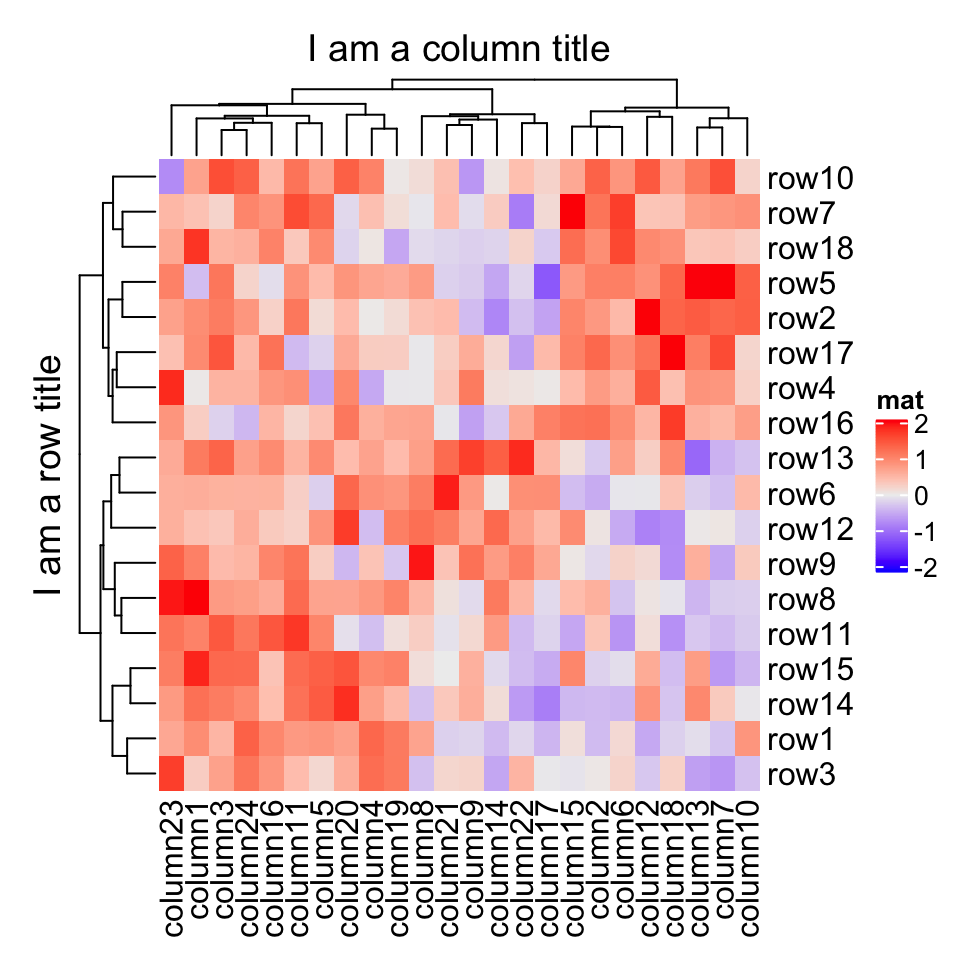 I am a column title
I am a row title
row10
row7
row18
row5
row2
row17
row4
row16
row13
row6
row12
row9
row8
row11
row15
row14
row1
row3
mat
2
1
0
-1
-2
column23
column1
column3
column24
column16
column11
column5
column20
column4
column19
column8
column21
column9
column14
column22
column17
column15
column2
column6
column12
column18
column13
column7
column10